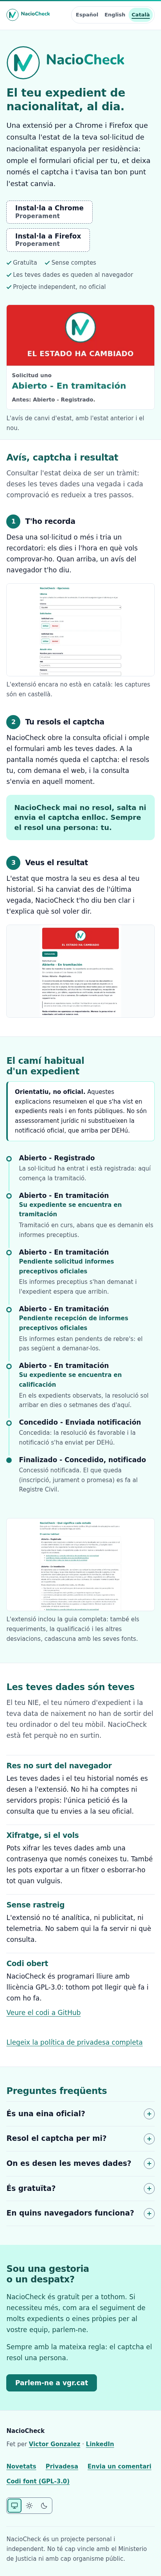 NacioCheck
Español English Català
NacioCheck
El teu expedient de
nacionalitat, al dia.
Una extensió per a Chrome i Firefox que
consulta l'estat de la teva sol·licitud de
nacionalitat espanyola per residència:
omple el formulari oficial per tu, et deixa
només el captcha i t'avisa tan bon punt
l'estat canvia.
Instal·la a Chrome
Properament
Instal·la a Firefox
Properament
Gratuïta Sense comptes
Les teves dades es queden al navegador
Projecte independent, no oficial
EL ESTADO HA CAMBIADO
Solicitud uno
Abierto - En tramitación
Antes: Abierto - Registrado.
L'avís de canvi d'estat, amb l'estat anterior i el
nou.
Avís, captcha i resultat
Consultar l'estat deixa de ser un tràmit:
deses les teves dades una vegada i cada
comprovació es redueix a tres passos.
1 T'ho recorda
Desa una sol·licitud o més i tria un
recordatori: els dies i l'hora en què vols
comprovar-ho. Quan arriba, un avís del
navegador t'ho diu.
L'extensió encara no està en català: les captures
són en castellà.
2 Tu resols el captcha
NacioCheck obre la consulta oficial i omple
el formulari amb les teves dades. A la
pantalla només queda el captcha: el resols
tu, com demana el web, i la consulta
s'envia en aquell moment.
NacioCheck mai no resol, salta ni
envia el captcha enlloc. Sempre
el resol una persona: tu.
3 Veus el resultat
L'estat que mostra la seu es desa al teu
historial. Si ha canviat des de l'última
vegada, NacioCheck t'ho diu ben clar i
t'explica què sol voler dir.
EL ESTADO HA CAMBIADO
Abierto - En tramitación
El camí habitual
d'un expedient
Orientatiu, no oficial. Aquestes
explicacions resumeixen el que s'ha vist en
expedients reals i en fonts públiques. No són
assessorament jurídic ni substitueixen la
notificació oficial, que arriba per DEHú.
Abierto - Registrado
La sol·licitud ha entrat i està registrada: aquí
comença la tramitació.
Abierto - En tramitación
Su expediente se encuentra en
tramitación
Tramitació en curs, abans que es demanin els
informes preceptius.
Abierto - En tramitación
Pendiente solicitud informes
preceptivos oficiales
Els informes preceptius s'han demanat i
l'expedient espera que arribin.
Abierto - En tramitación
Pendiente recepción de informes
preceptivos oficiales
Els informes estan pendents de rebre's: el
pas següent a demanar-los.
Abierto - En tramitación
Su expediente se encuentra en
calificación
En els expedients observats, la resolució sol
arribar en dies o setmanes des d'aquí.
Concedido - Enviada notificación
Concedida: la resolució és favorable i la
notificació s'ha enviat per DEHú.
Finalizado - Concedido, notificado
Concessió notificada. El que queda
(inscripció, jurament o promesa) es fa al
Registre Civil.
L'extensió inclou la guia completa: també els
requeriments, la qualificació i les altres
desviacions, cadascuna amb les seves fonts.
Les teves dades són teves
El teu NIE, el teu número d'expedient i la
teva data de naixement no han de sortir del
teu ordinador o del teu mòbil. NacioCheck
està fet perquè no en surtin.
Res no surt del navegador
Les teves dades i el teu historial només es
desen a l'extensió. No hi ha comptes ni
servidors propis: l'única petició és la
consulta que tu envies a la seu oficial.
Xifratge, si el vols
Pots xifrar les teves dades amb una
contrasenya que només coneixes tu. També
les pots exportar a un fitxer o esborrar-ho
tot quan vulguis.
Sense rastreig
L'extensió no té analítica, ni publicitat, ni
telemetria. No sabem qui la fa servir ni què
consulta.
Codi obert
NacioCheck és programari lliure amb
llicència GPL-3.0: tothom pot llegir què fa i
com ho fa.
Veure el codi a GitHub
Llegeix la política de privadesa completa
Preguntes freqüents
És una eina oficial?
Resol el captcha per mi?
On es desen les meves dades?
És gratuïta?
En quins navegadors funciona?
Sou una gestoria
o un despatx?
NacioCheck és gratuït per a tothom. Si
necessiteu més, com ara el seguiment de
molts expedients o eines pròpies per al
vostre equip, parlem-ne.
Sempre amb la mateixa regla: el captcha el
resol una persona.
Parlem-ne a vgr.cat
NacioCheck
Fet per Victor Gonzalez · LinkedIn
Novetats Privadesa Envia un comentari
Codi font (GPL-3.0)
NacioCheck és un projecte personal i
independent. No té cap vincle amb el Ministerio
de Justicia ni amb cap organisme públic.